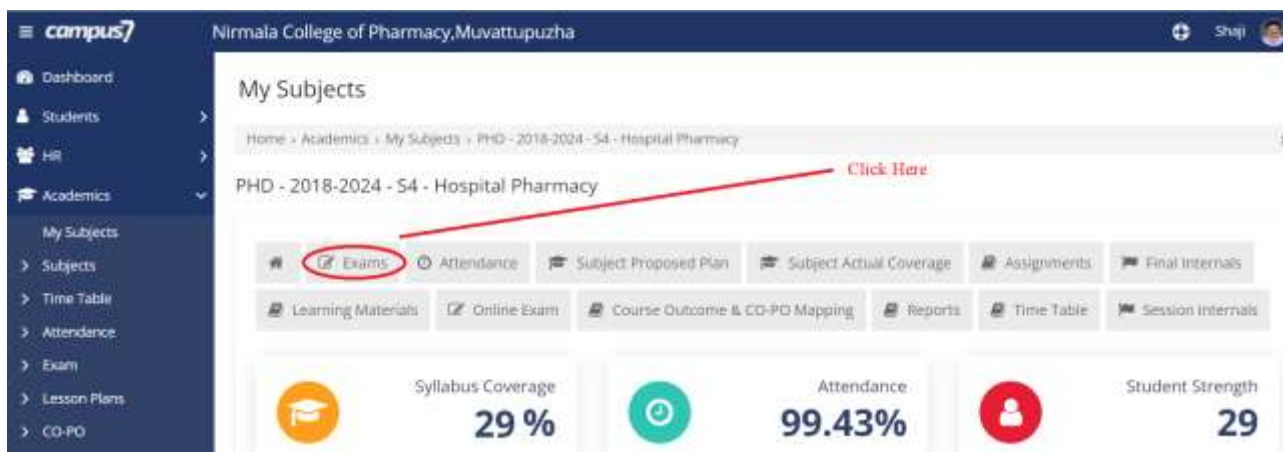 campus7
Nirmala College of Pharmacy,Muvattupuzha
Shaji
Dashboard
Students
HR
Academics
My Subjects
Subjects
Time Table
Attendance
Exam
Lesson Plans
CO-PO
My Subjects
Home › Academics › My Subjects › PHD - 2018-2024 - S4 - Hospital Pharmacy
Click Here
PHD - 2018-2024 - S4 - Hospital Pharmacy
Exams Attendance Subject Proposed Plan Subject Actual Coverage Assignments Final Internals
Learning Materials Online Exam Course Outcome & CO-PO Mapping Reports Time Table Session Internals
Syllabus Coverage
29 %
Attendance
99.43%
Student Strength
29